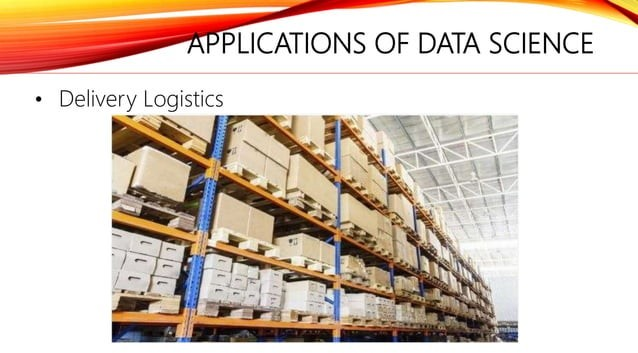 APPLICATIONS OF DATA SCIENCE
• Delivery Logistics